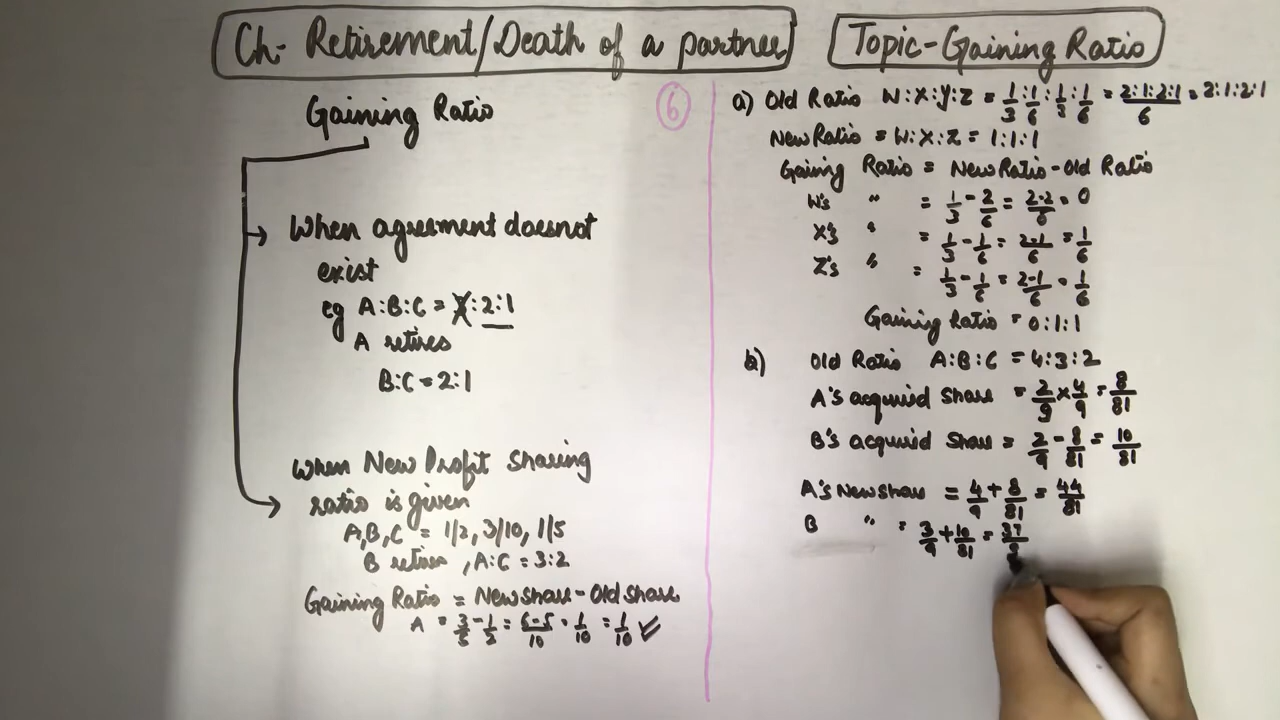 Ch- Retirement/Death of a partner
Topic-Gaining Ratio
Gaining Ratio
When agreement doesnot
exist
eg A:B:C = X:2:1
A retires
B:C = 2:1
When New Profit Sharing
ratio is given
A,B,C = 1/2, 3/10, 1/5
B retires, A:C = 3:2
Gaining Ratio = New share - Old share
A = 3/5 - 1/2 = 6-5/10 = 1/10 = 1/10
6
a) Old Ratio W:X:Y:Z = 1/3:1/6:1/3:1/6 = 2:1:2:1/6 = 2:1:2:1
New Ratio = W:X:Z = 1:1:1
Gaining Ratio = New Ratio - Old Ratio
W's " = 1/3 - 2/6 = 2-2/6 = 0
X's " = 1/3 - 1/6 = 2-1/6 = 1/6
Z's " = 1/3 - 1/6 = 2-1/6 = 1/6
Gaining Ratio = 0:1:1
b) Old Ratio A:B:C = 4:3:2
A's acquired share = 2/9 x 4/9 = 8/81
B's acquired share = 2/9 - 8/81 = 10/81
A's New share = 4/9 + 8/81 = 44/81
B " = 3/9 + 10/81 = 37/8